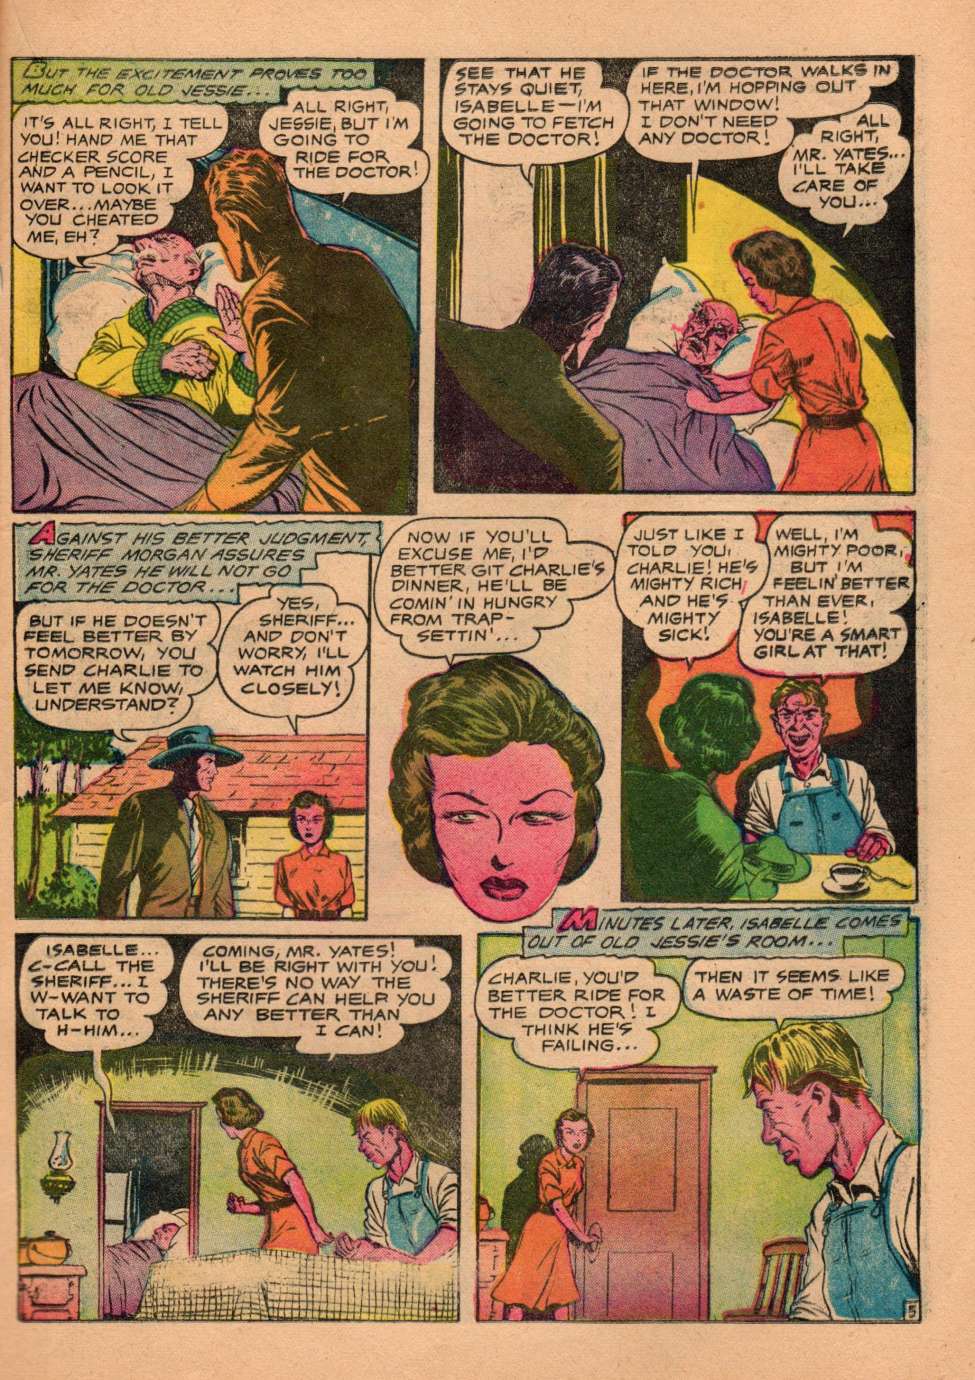 BUT THE EXCITEMENT PROVES TOO
MUCH FOR OLD JESSIE...
IT'S ALL RIGHT, I TELL
YOU! HAND ME THAT
CHECKER SCORE
AND A PENCIL, I
WANT TO LOOK IT
OVER...MAYBE
YOU CHEATED
ME, EH?
ALL RIGHT,
JESSIE, BUT I'M
GOING TO
RIDE FOR
THE DOCTOR!
SEE THAT HE
STAYS QUIET,
ISABELLE—I'M
GOING TO FETCH
THE DOCTOR!
IF THE DOCTOR WALKS IN
HERE, I'M HOPPING OUT
THAT WINDOW!
I DON'T NEED
ANY DOCTOR!
ALL
RIGHT,
MR. YATES...
I'LL TAKE
CARE OF
YOU...
AGAINST HIS BETTER JUDGMENT,
SHERIFF MORGAN ASSURES
MR. YATES HE WILL NOT GO
FOR THE DOCTOR...
BUT IF HE DOESN'T
FEEL BETTER BY
TOMORROW, YOU
SEND CHARLIE TO
LET ME KNOW,
UNDERSTAND?
YES,
SHERIFF...
AND DON'T
WORRY, I'LL
WATCH HIM
CLOSELY!
NOW IF YOU'LL
EXCUSE ME, I'D
BETTER GIT CHARLIE'S
DINNER, HE'LL BE
COMIN' IN HUNGRY
FROM TRAP-
SETTIN'...
JUST LIKE I
TOLD YOU,
CHARLIE! HE'S
MIGHTY RICH
AND HE'S
MIGHTY
SICK!
WELL, I'M
MIGHTY POOR,
BUT I'M
FEELIN' BETTER
THAN EVER,
ISABELLE!
YOU'RE A SMART
GIRL AT THAT!
ISABELLE...
C-CALL THE
SHERIFF... I
W-WANT TO
TALK TO
H-HIM...
COMING, MR. YATES!
I'LL BE RIGHT WITH YOU!
THERE'S NO WAY THE
SHERIFF CAN HELP YOU
ANY BETTER THAN
I CAN!
MINUTES LATER, ISABELLE COMES
OUT OF OLD JESSIE'S ROOM...
CHARLIE, YOU'D
BETTER RIDE FOR
THE DOCTOR! I
THINK HE'S
FAILING...
THEN IT SEEMS LIKE
A WASTE OF TIME!
5